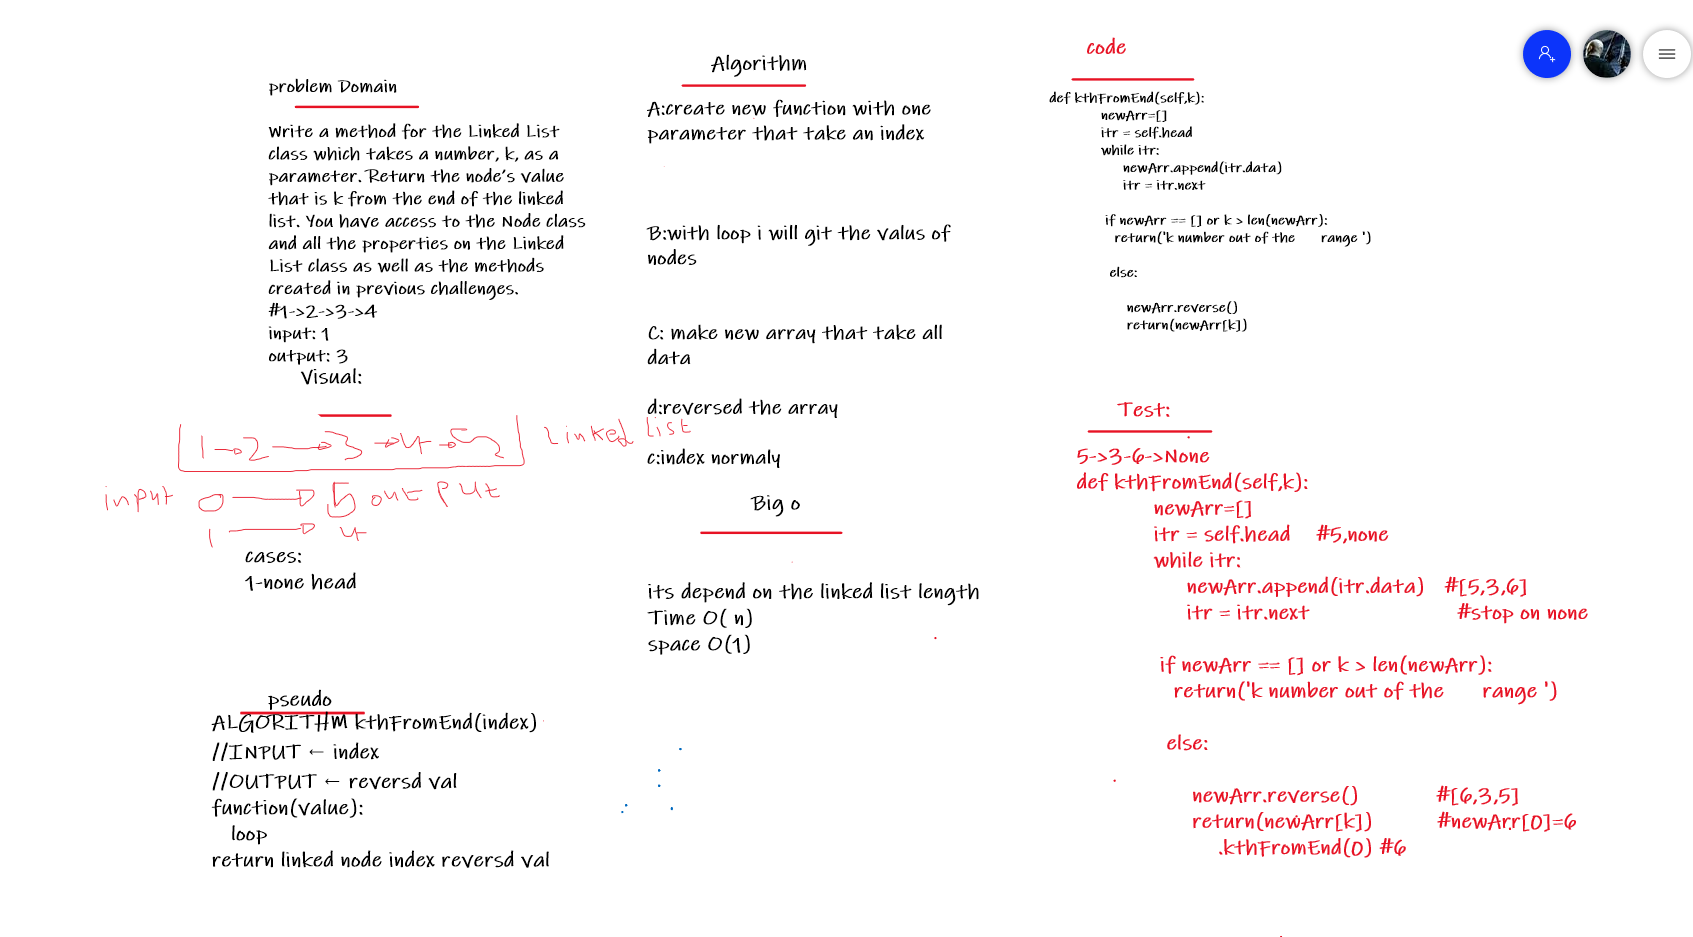 problem Domain
Write a method for the Linked List
class which takes a number, k, as a
parameter. Return the node's value
that is k from the end of the linked
list. You have access to the Node class
and all the properties on the Linked
List class as well as the methods
created in previous challenges.
#1->2->3->4
input: 1
output: 3
Visual:
1 → 2 → 3 → 4 → 5 Linked list
input 0 → 5 out put
1 → 4
cases:
1-none head
pseudo
ALGORITHM kthFromEnd(index)
//INPUT ← index
//OUTPUT ← reversd val
function(value):
loop
return linked node index reversd val
Algorithm
A:create new function with one
parameter that take an index
B:with loop i will git the valus of
nodes
C: make new array that take all
data
d:reversed the array
c:index normaly
Big o
its depend on the linked list length
Time O( n)
space O(1)
code
def kthFromEnd(self,k):
newArr=[]
itr = self.head
while itr:
newArr.append(itr.data)
itr = itr.next
if newArr == [] or k > len(newArr):
return('k number out of the range ')
else:
newArr.reverse()
return(newArr[k])
Test:
5->3-6->None
def kthFromEnd(self,k):
newArr=[]
itr = self.head #5,none
while itr:
newArr.append(itr.data) #[5,3,6]
itr = itr.next #stop on none
if newArr == [] or k > len(newArr):
return('k number out of the range ')
else:
newArr.reverse() #[6,3,5]
return(newArr[k]) #newArr[0]=6
.kthFromEnd(0) #6